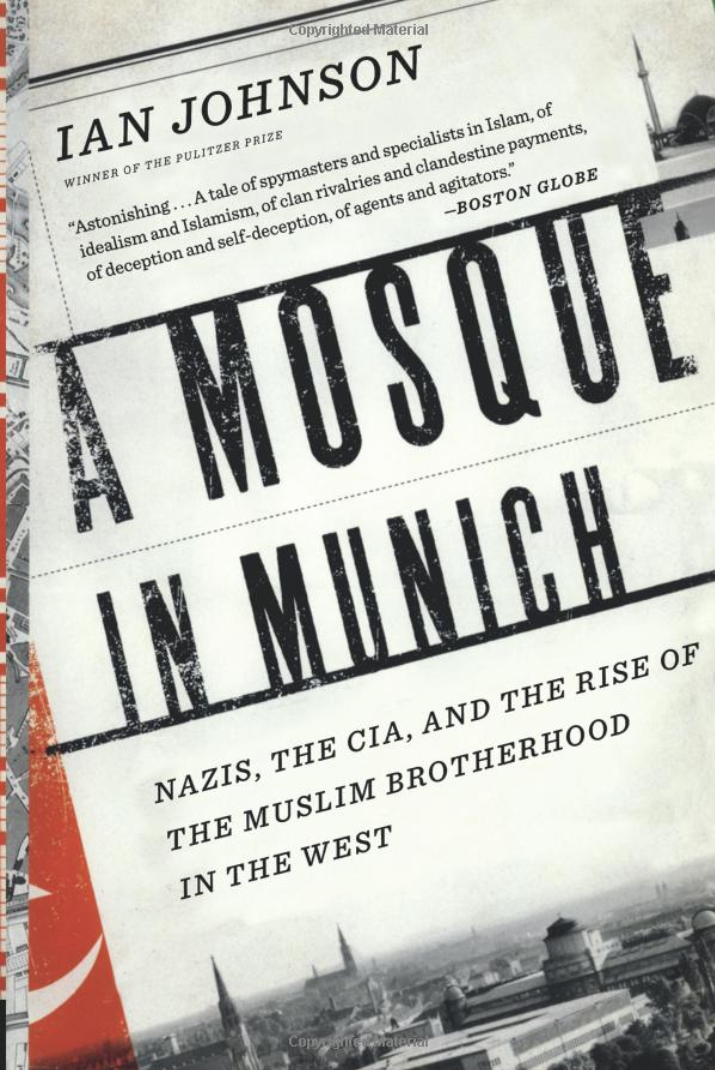 Copyrighted Material
IAN JOHNSON
WINNER OF THE PULITZER PRIZE
“Astonishing . . . A tale of spymasters and specialists in Islam, of
idealism and Islamism, of clan rivalries and clandestine payments,
of deception and self-deception, of agents and agitators.”
—BOSTON GLOBE
A MOSQUE
IN MUNICH
NAZIS, THE CIA, AND THE RISE OF
THE MUSLIM BROTHERHOOD
IN THE WEST
Copyrighted Material